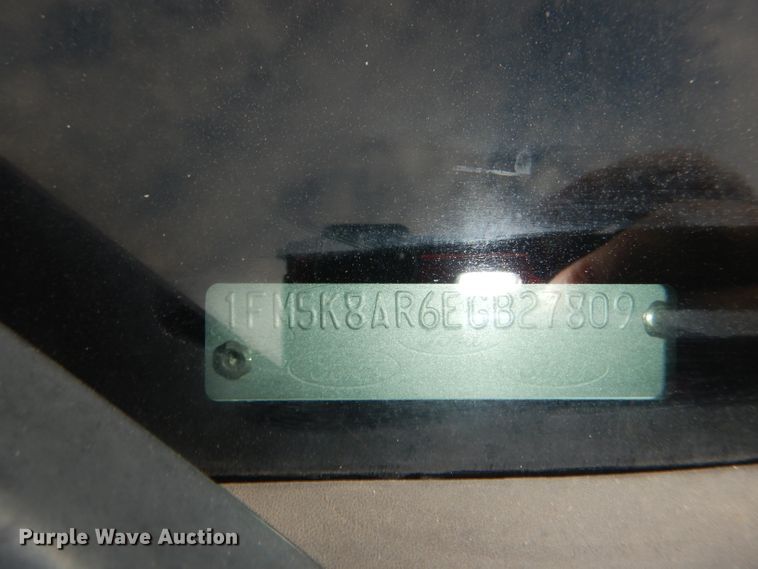 1FM5K8AR6EGB27809
Purple Wave Auction